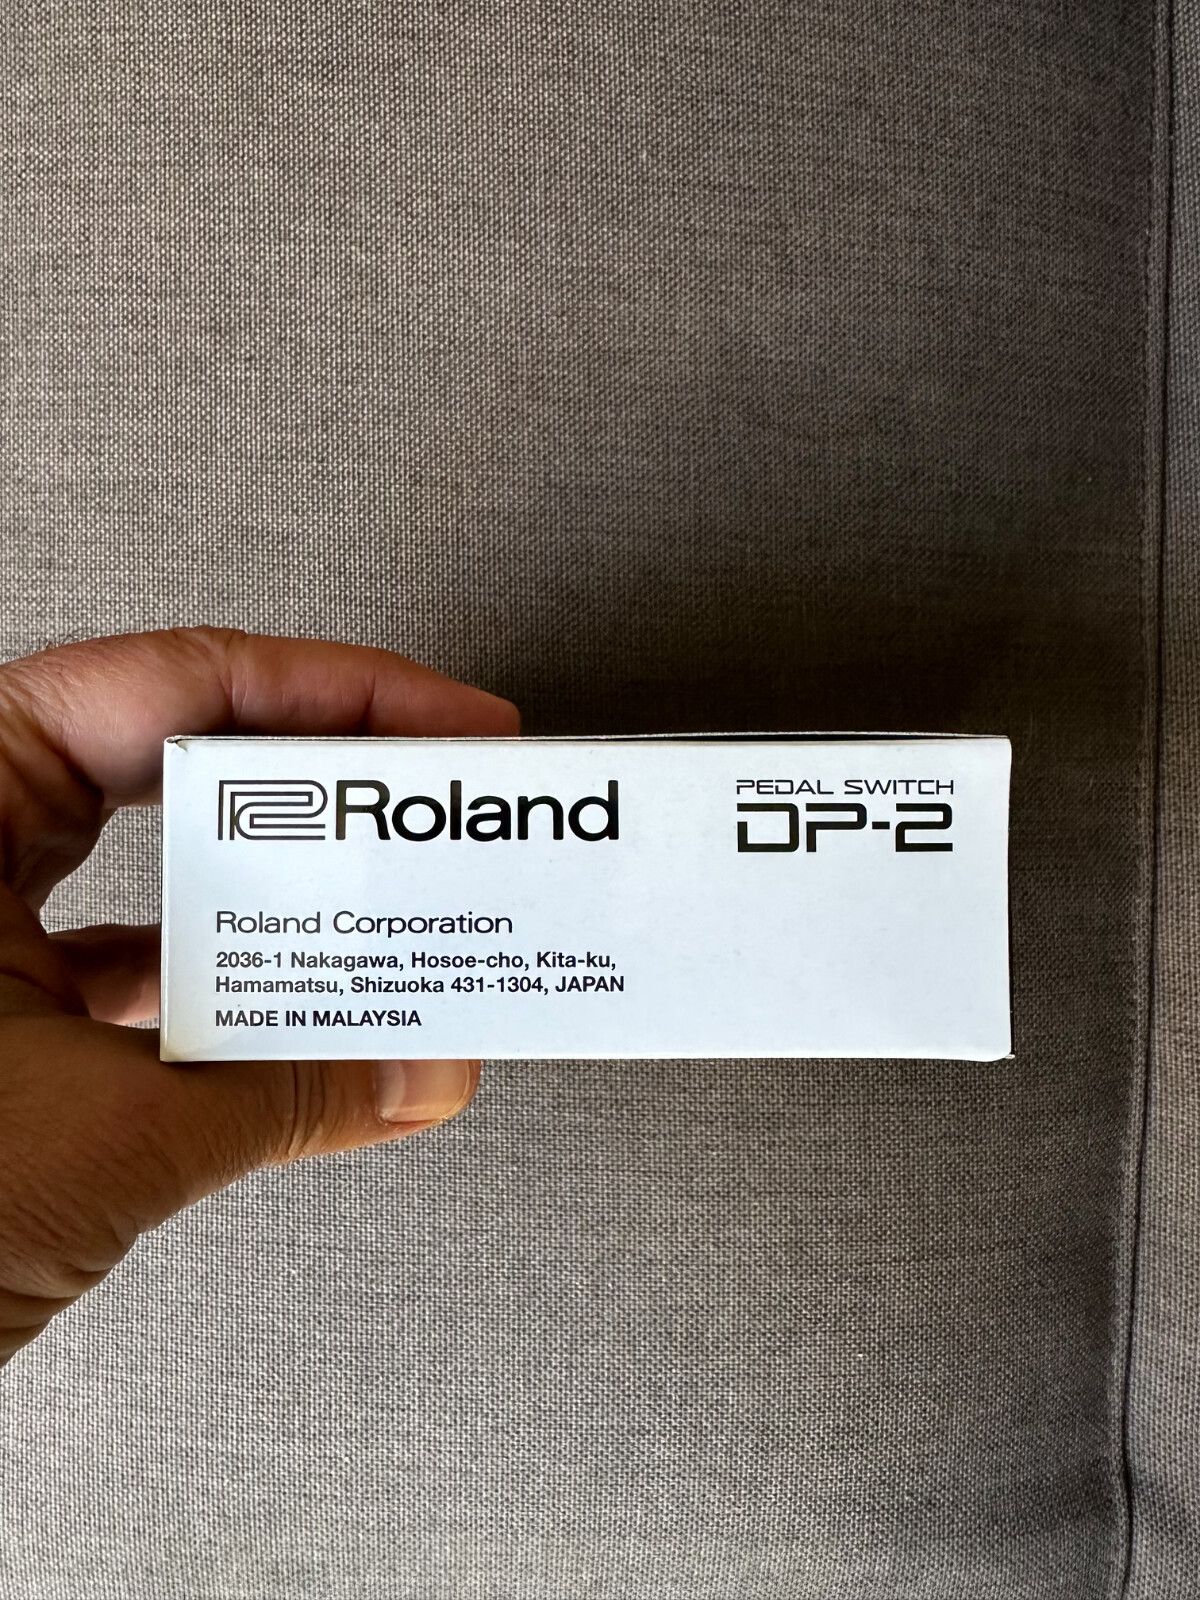 Roland
PEDAL SWITCH
DP-2
Roland Corporation
2036-1 Nakagawa, Hosoe-cho, Kita-ku,
Hamamatsu, Shizuoka 431-1304, JAPAN
MADE IN MALAYSIA